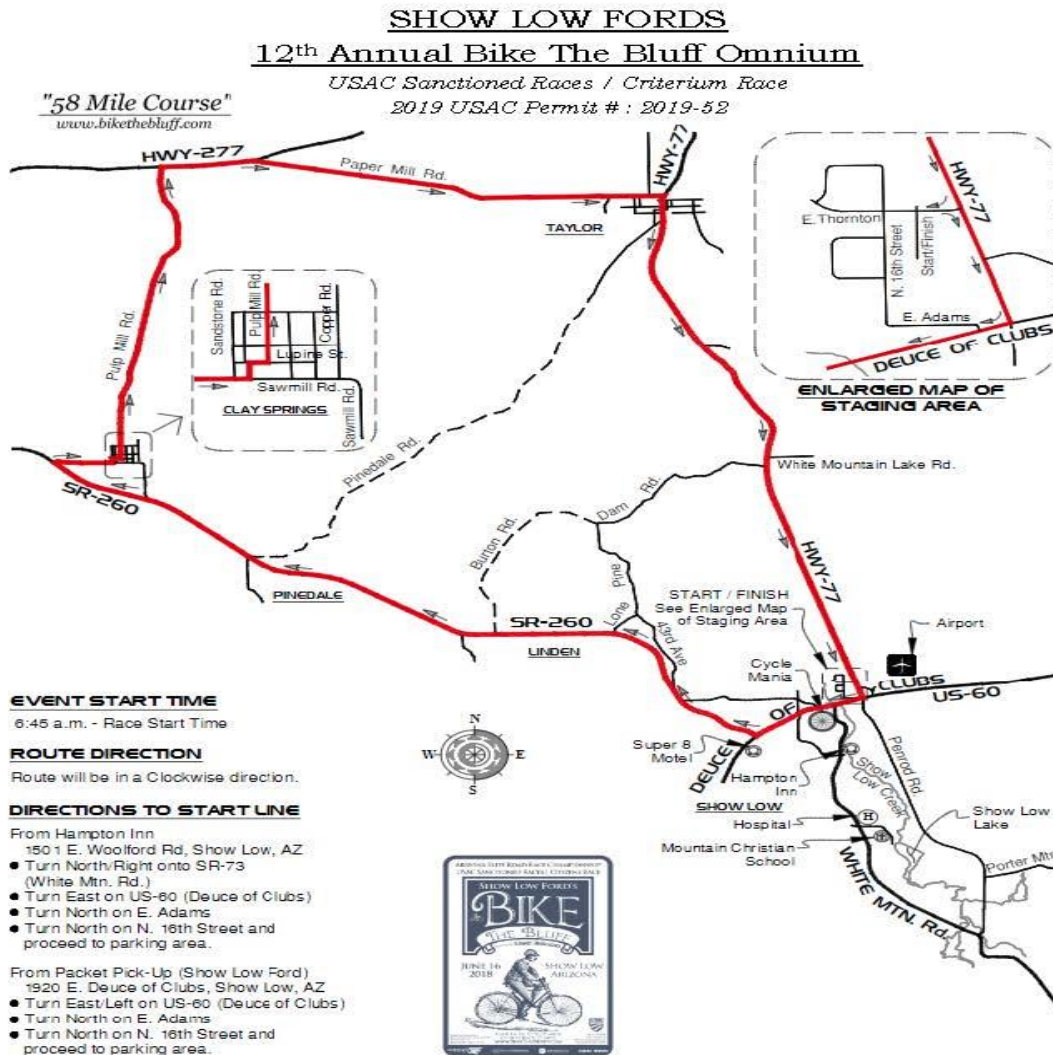 SHOW LOW FORDS
12th Annual Bike The Bluff Omnium
USAC Sanctioned Races / Criterium Race
2019 USAC Permit # : 2019-52
"58 Mile Course"
www.bikethebluff.com
HWY-277
Paper Mill Rd.
HWY-77
TAYLOR
Pulp Mill Rd.
Sandstone Rd.
Pulp Mill Rd.
Copper Rd.
Lupine St.
Sawmill Rd.
CLAY SPRINGS
Sawmill Rd.
HWY-77
E. Thornton
N. 16th Street
Start/Finish
E. Adams
DEUCE OF CLUBS
ENLARGED MAP OF
STAGING AREA
SR-260
Pinedale Rd.
White Mountain Lake Rd.
Dam Rd.
Burton Rd.
Lone Pine
HWY-77
PINEDALE
SR-260
LINDEN
43rd Ave
START / FINISH
See Enlarged Map
of Staging Area
Airport
Cycle
Mania
DEUCE OF CLUBS
US-60
Super 8
Motel
Hampton
Inn
Penrod Rd.
Show
Low Creek
SHOW LOW
Hospital
Show Low
Lake
Mountain Christian
School
Porter Mtn
WHITE MTN. Rd.
N
W
E
S
EVENT START TIME
6:45 a.m. - Race Start Time
ROUTE DIRECTION
Route will be in a Clockwise direction.
DIRECTIONS TO START LINE
From Hampton Inn
1501 E. Woolford Rd, Show Low, AZ
● Turn North/Right onto SR-73
(White Mtn. Rd.)
● Turn East on US-60 (Deuce of Clubs)
● Turn North on E. Adams
● Turn North on N. 16th Street and
proceed to parking area.
From Packet Pick-Up (Show Low Ford)
1920 E. Deuce of Clubs, Show Low, AZ
● Turn East/Left on US-60 (Deuce of Clubs)
● Turn North on E. Adams
● Turn North on N. 16th Street and
proceed to parking area.
SHOW LOW FORD'S
BIKE
THE BLUFF
JUNE 16
2018
SHOW LOW
ARIZONA